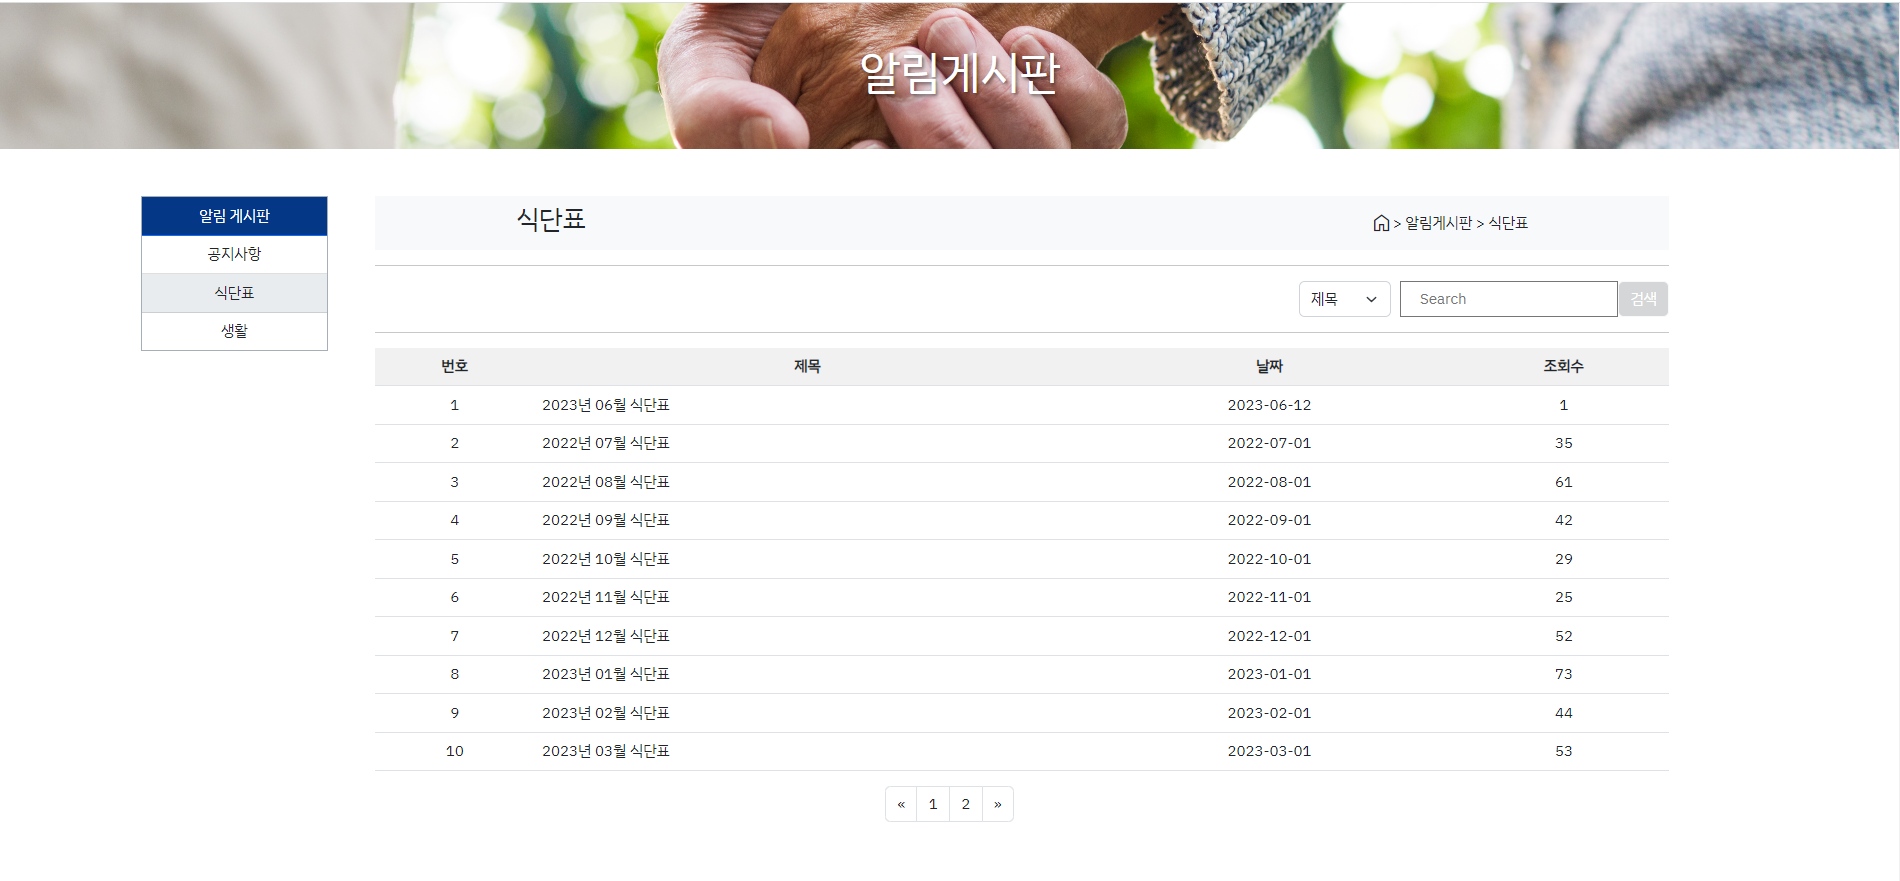 알림게시판
알림 게시판
공지사항
식단표
생활
식단표
> 알림게시판 > 식단표
제목 Search 검색
번호 제목 날짜 조회수
1 2023년 06월 식단표 2023-06-12 1
2 2022년 07월 식단표 2022-07-01 35
3 2022년 08월 식단표 2022-08-01 61
4 2022년 09월 식단표 2022-09-01 42
5 2022년 10월 식단표 2022-10-01 29
6 2022년 11월 식단표 2022-11-01 25
7 2022년 12월 식단표 2022-12-01 52
8 2023년 01월 식단표 2023-01-01 73
9 2023년 02월 식단표 2023-02-01 44
10 2023년 03월 식단표 2023-03-01 53
« 1 2 »